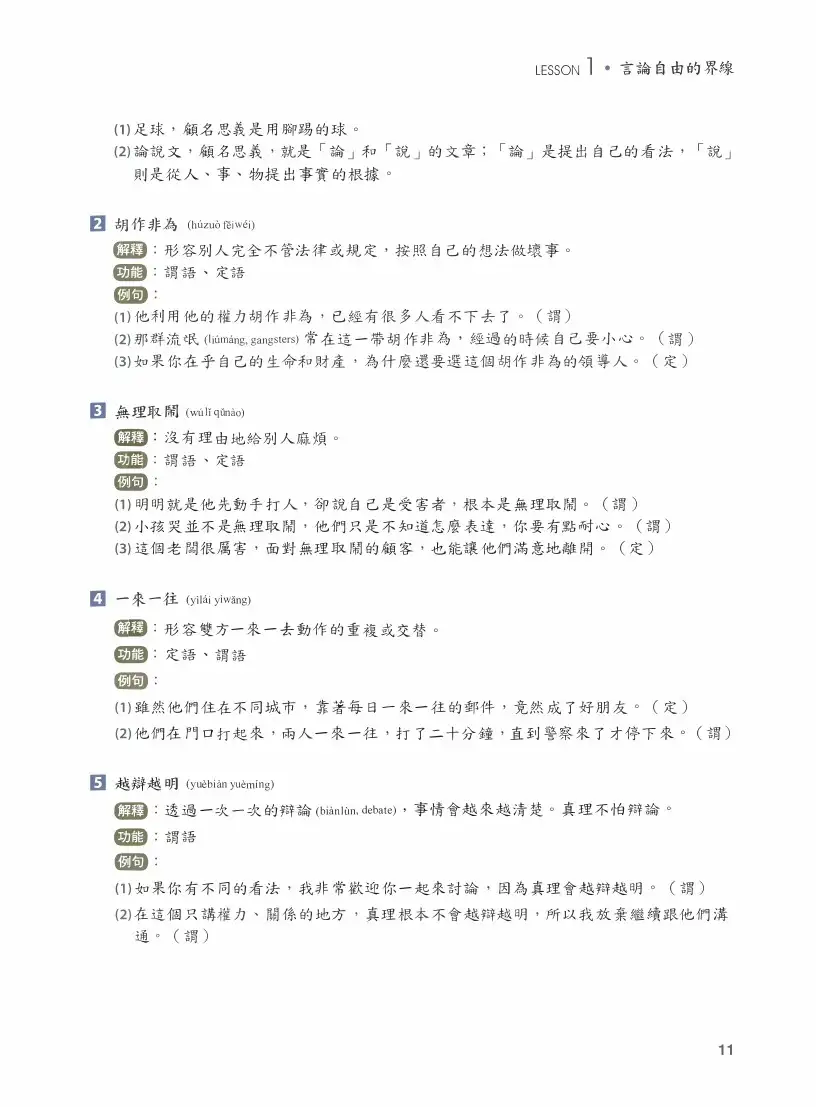 LESSON 1 • 言論自由的界線
(1) 足球，顧名思義是用腳踢的球。
(2) 論說文，顧名思義，就是「論」和「說」的文章；「論」是提出自己的看法，「說」
則是從人、事、物提出事實的根據。
2 胡作非為 (húzuò fēiwéi)
解釋：形容別人完全不管法律或規定，按照自己的想法做壞事。
功能：謂語、定語
例句：
(1) 他利用他的權力胡作非為，已經有很多人看不下去了。（謂）
(2) 那群流氓 (liúmáng, gangsters) 常在這一帶胡作非為，經過的時候自己要小心。（謂）
(3) 如果你在乎自己的生命和財產，為什麼還要選這個胡作非為的領導人。（定）
3 無理取鬧 (wúlǐ qǔnào)
解釋：沒有理由地給別人麻煩。
功能：謂語、定語
例句：
(1) 明明就是他先動手打人，卻說自己是受害者，根本是無理取鬧。（謂）
(2) 小孩哭並不是無理取鬧，他們只是不知道怎麼表達，你要有點耐心。（謂）
(3) 這個老闆很厲害，面對無理取鬧的顧客，也能讓他們滿意地離開。（定）
4 一來一往 (yìlái yìwǎng)
解釋：形容雙方一來一去動作的重複或交替。
功能：定語、謂語
例句：
(1) 雖然他們住在不同城市，靠著每日一來一往的郵件，竟然成了好朋友。（定）
(2) 他們在門口打起來，兩人一來一往，打了二十分鐘，直到警察來了才停下來。（謂）
5 越辯越明 (yuèbiàn yuèmíng)
解釋：透過一次一次的辯論 (biànlùn, debate)，事情會越來越清楚。真理不怕辯論。
功能：謂語
例句：
(1) 如果你有不同的看法，我非常歡迎你一起來討論，因為真理會越辯越明。（謂）
(2) 在這個只講權力、關係的地方，真理根本不會越辯越明，所以我放棄繼續跟他們溝
通。（謂）
11